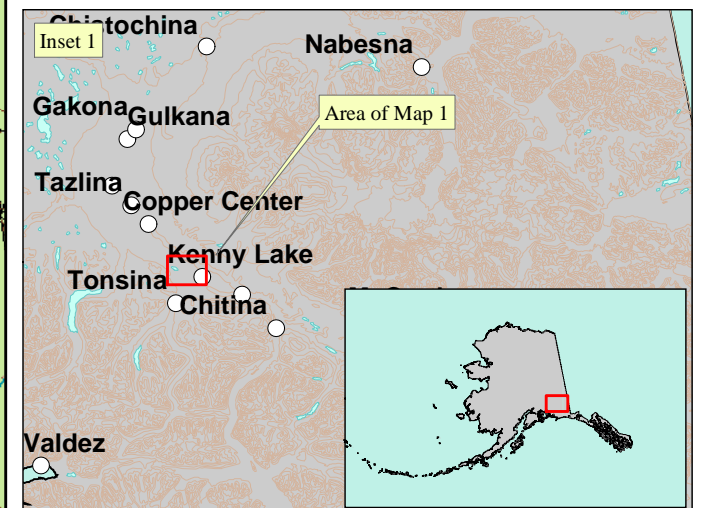 Chistochina
Inset 1
Nabesna
Gakona
Gulkana
Area of Map 1
Tazlina
Copper Center
Kenny Lake
Tonsina
Chitina
Valdez